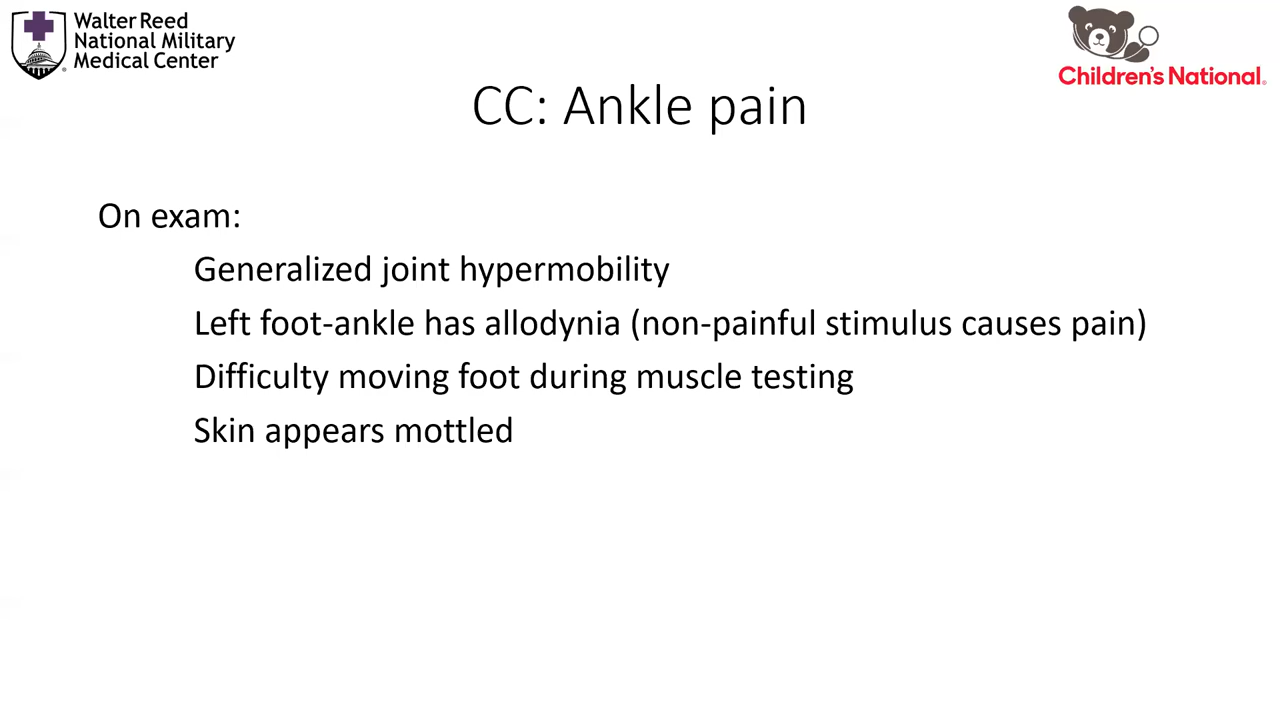 Walter Reed
National Military
Medical Center
Children's National®
CC: Ankle pain
On exam:
Generalized joint hypermobility
Left foot-ankle has allodynia (non-painful stimulus causes pain)
Difficulty moving foot during muscle testing
Skin appears mottled